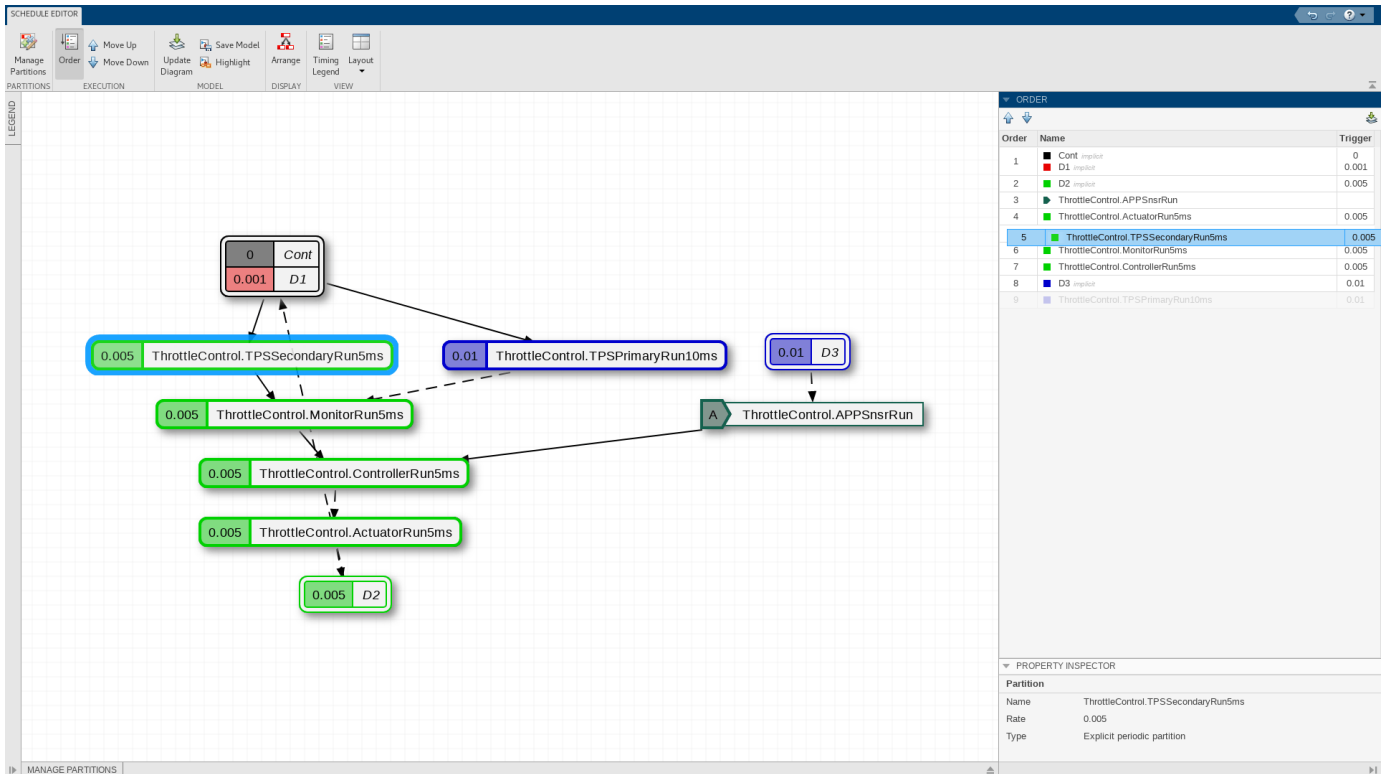 SCHEDULE EDITOR
?
Manage Partitions
Order
Move Up
Move Down
Update Diagram
Save Model
Highlight
Arrange
Timing Legend
Layout
PARTITIONS
EXECUTION
MODEL
DISPLAY
VIEW
LEGEND
0 Cont
0.001 D1
0.005 ThrottleControl.TPSSecondaryRun5ms
0.01 ThrottleControl.TPSPrimaryRun10ms
0.01 D3
0.005 ThrottleControl.MonitorRun5ms
A ThrottleControl.APPSnsrRun
0.005 ThrottleControl.ControllerRun5ms
0.005 ThrottleControl.ActuatorRun5ms
0.005 D2
MANAGE PARTITIONS
ORDER
Order Name Trigger
1 Cont implicit 0
D1 implicit 0.001
2 D2 implicit 0.005
3 ThrottleControl.APPSnsrRun
4 ThrottleControl.ActuatorRun5ms 0.005
5 ThrottleControl.TPSSecondaryRun5ms 0.005
6 ThrottleControl.MonitorRun5ms 0.005
7 ThrottleControl.ControllerRun5ms 0.005
8 D3 implicit 0.01
9 ThrottleControl.TPSPrimaryRun10ms 0.01
PROPERTY INSPECTOR
Partition
Name ThrottleControl.TPSSecondaryRun5ms
Rate 0.005
Type Explicit periodic partition